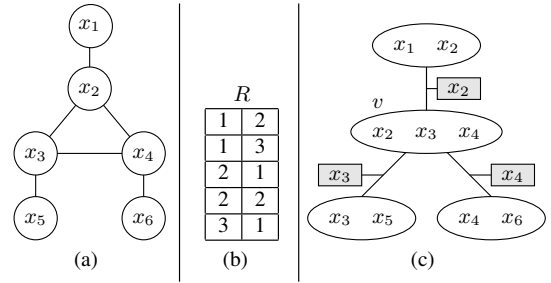 x₁
x₂
x₃ x₄
x₅ x₆
(a)
R
1 2
1 3
2 1
2 2
3 1
(b)
x₁ x₂
x₂
v
x₂ x₃ x₄
x₃ x₄
x₃ x₅ x₄ x₆
(c)